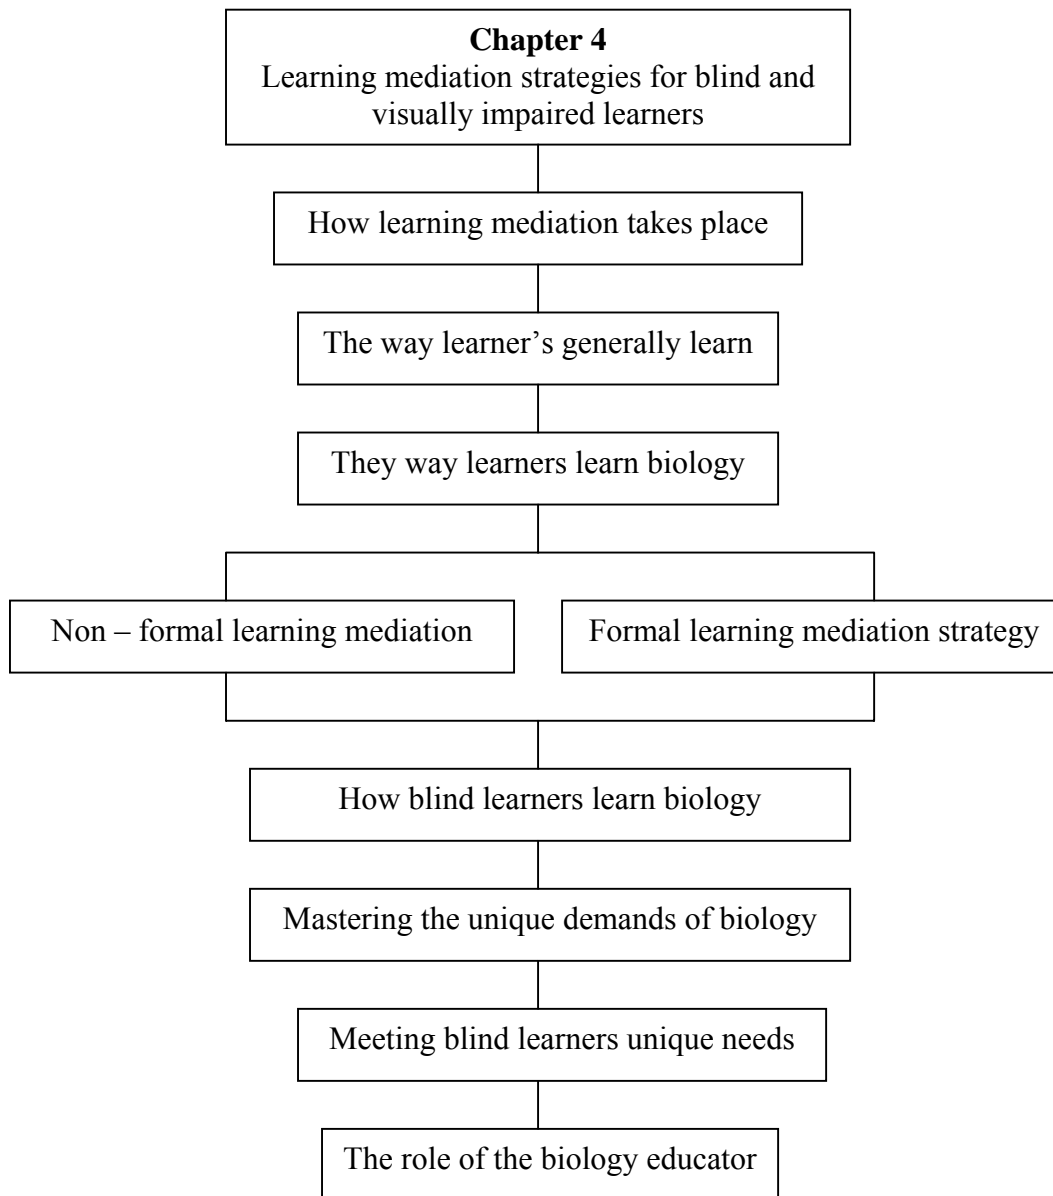 Chapter 4
Learning mediation strategies for blind and
visually impaired learners
How learning mediation takes place
The way learner’s generally learn
They way learners learn biology
Non – formal learning mediation
Formal learning mediation strategy
How blind learners learn biology
Mastering the unique demands of biology
Meeting blind learners unique needs
The role of the biology educator